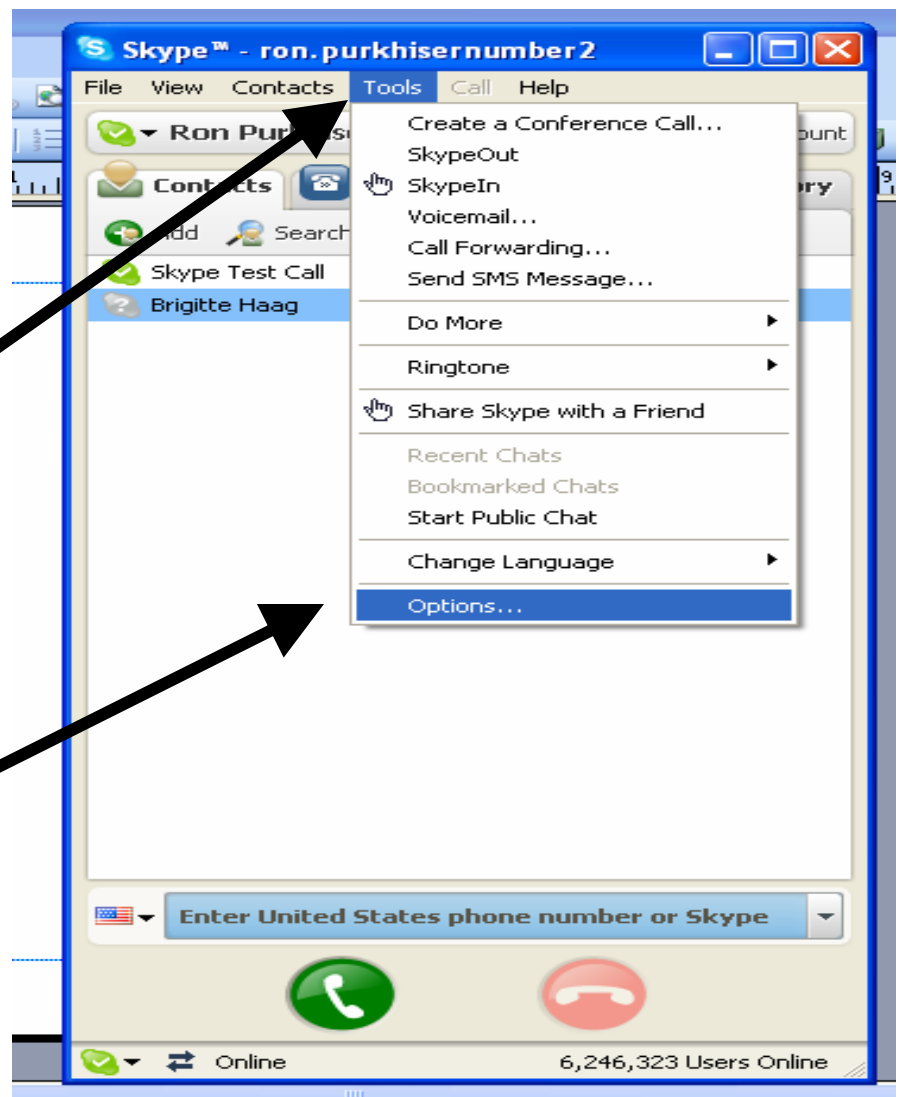 Skype™ - ron.purkhisernumber2
File View Contacts Tools Call Help
Ron
Contacts
Search
Skype Test Call
Brigitte Haag
Create a Conference Call...
SkypeOut
SkypeIn
Voicemail...
Call Forwarding...
Send SMS Message...
Do More
Ringtone
Share Skype with a Friend
Recent Chats
Bookmarked Chats
Start Public Chat
Change Language
Options...
Enter United States phone number or Skype
Online 6,246,323 Users Online